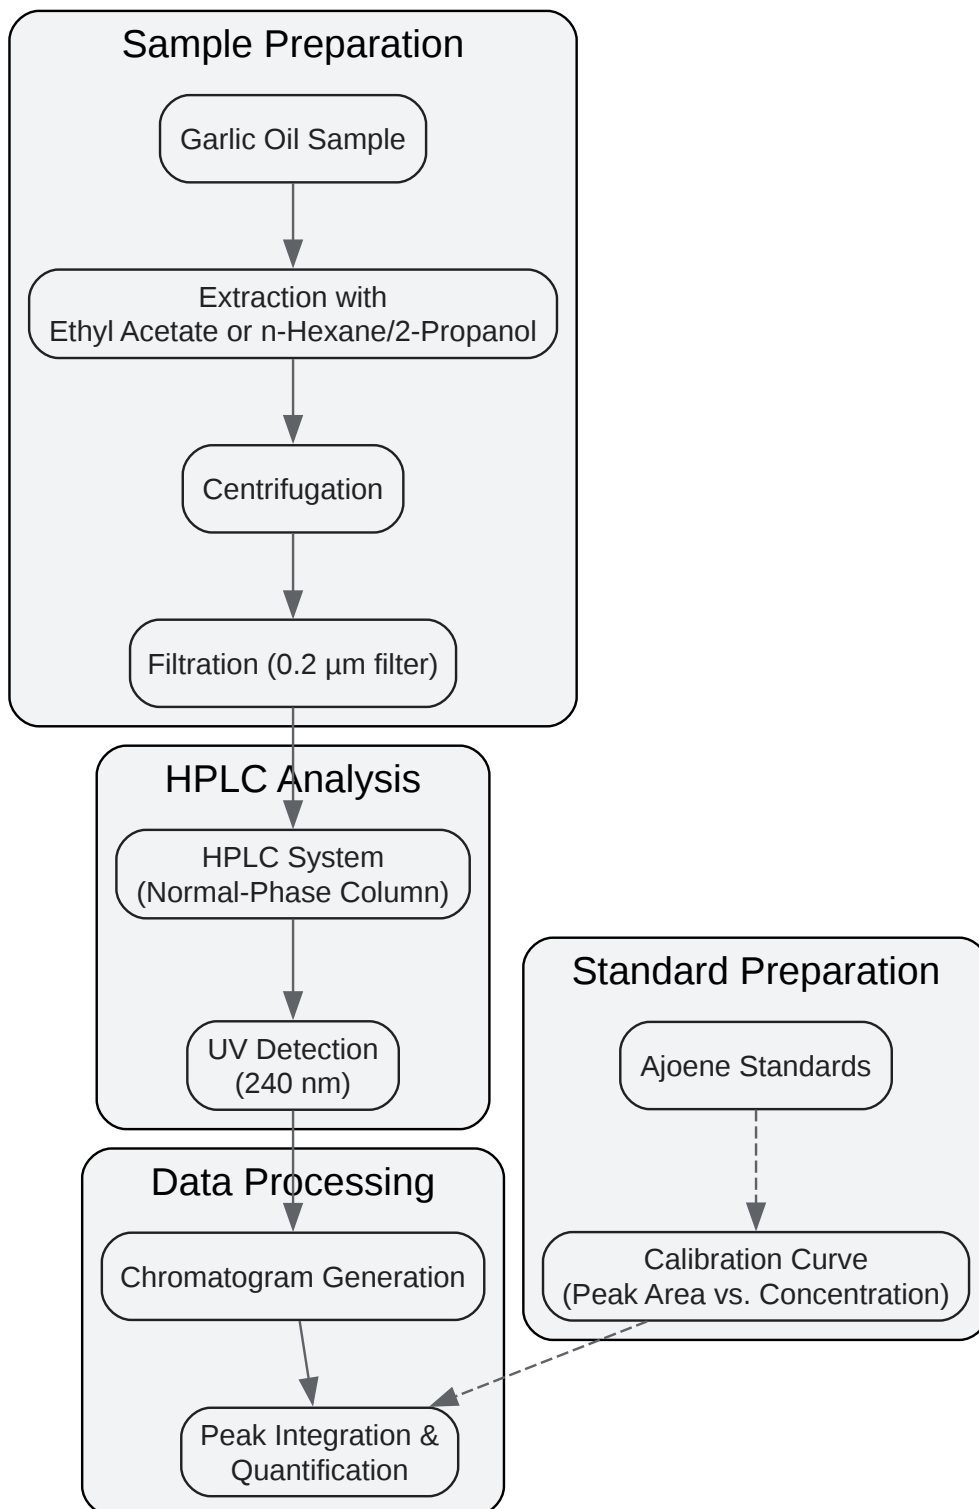 Sample Preparation
Garlic Oil Sample
Extraction with
Ethyl Acetate or n-Hexane/2-Propanol
Centrifugation
Filtration (0.2 µm filter)
HPLC Analysis
HPLC System
(Normal-Phase Column)
UV Detection
(240 nm)
Standard Preparation
Ajoene Standards
Calibration Curve
(Peak Area vs. Concentration)
Data Processing
Chromatogram Generation
Peak Integration &
Quantification